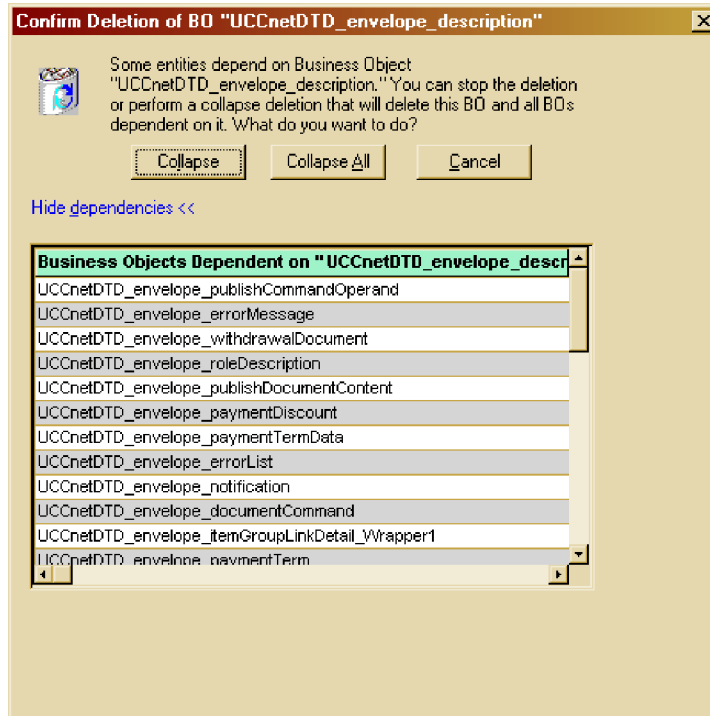 Confirm Deletion of BO "UCCnetDTD_envelope_description"
Some entities depend on Business Object
"UCCnetDTD_envelope_description." You can stop the deletion
or perform a collapse deletion that will delete this BO and all BOs
dependent on it. What do you want to do?
Collapse Collapse All Cancel
Hide dependencies <<
Business Objects Dependent on "UCCnetDTD_envelope_descr
UCCnetDTD_envelope_publishCommandOperand
UCCnetDTD_envelope_errorMessage
UCCnetDTD_envelope_withdrawalDocument
UCCnetDTD_envelope_roleDescription
UCCnetDTD_envelope_publishDocumentContent
UCCnetDTD_envelope_paymentDiscount
UCCnetDTD_envelope_paymentTermData
UCCnetDTD_envelope_errorList
UCCnetDTD_envelope_notification
UCCnetDTD_envelope_documentCommand
UCCnetDTD_envelope_itemGroupLinkDetail_Wrapper1
UCCnetDTD_envelope_paymentTerm